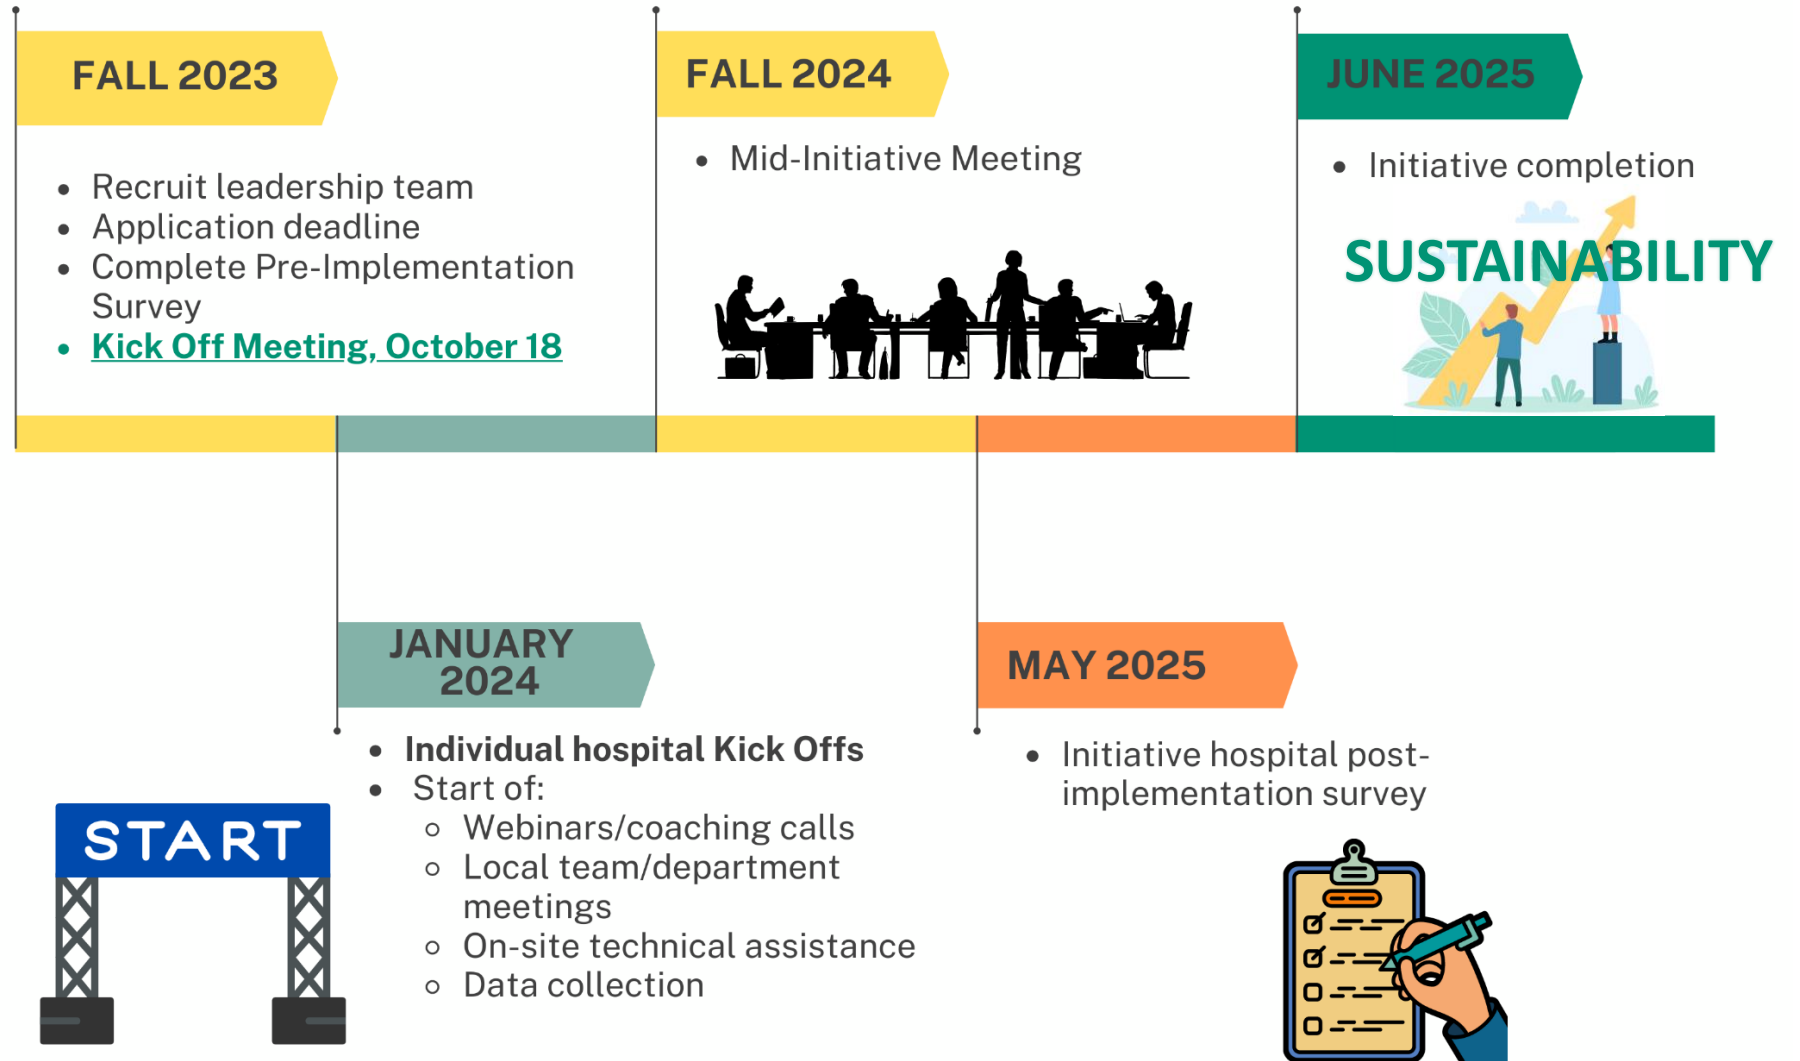 FALL 2023
• Recruit leadership team
• Application deadline
• Complete Pre-Implementation
Survey
• Kick Off Meeting, October 18
FALL 2024
• Mid-Initiative Meeting
JUNE 2025
• Initiative completion
SUSTAINABILITY
JANUARY
2024
• Individual hospital Kick Offs
• Start of:
○ Webinars/coaching calls
○ Local team/department
meetings
○ On-site technical assistance
○ Data collection
START
MAY 2025
• Initiative hospital post-
implementation survey